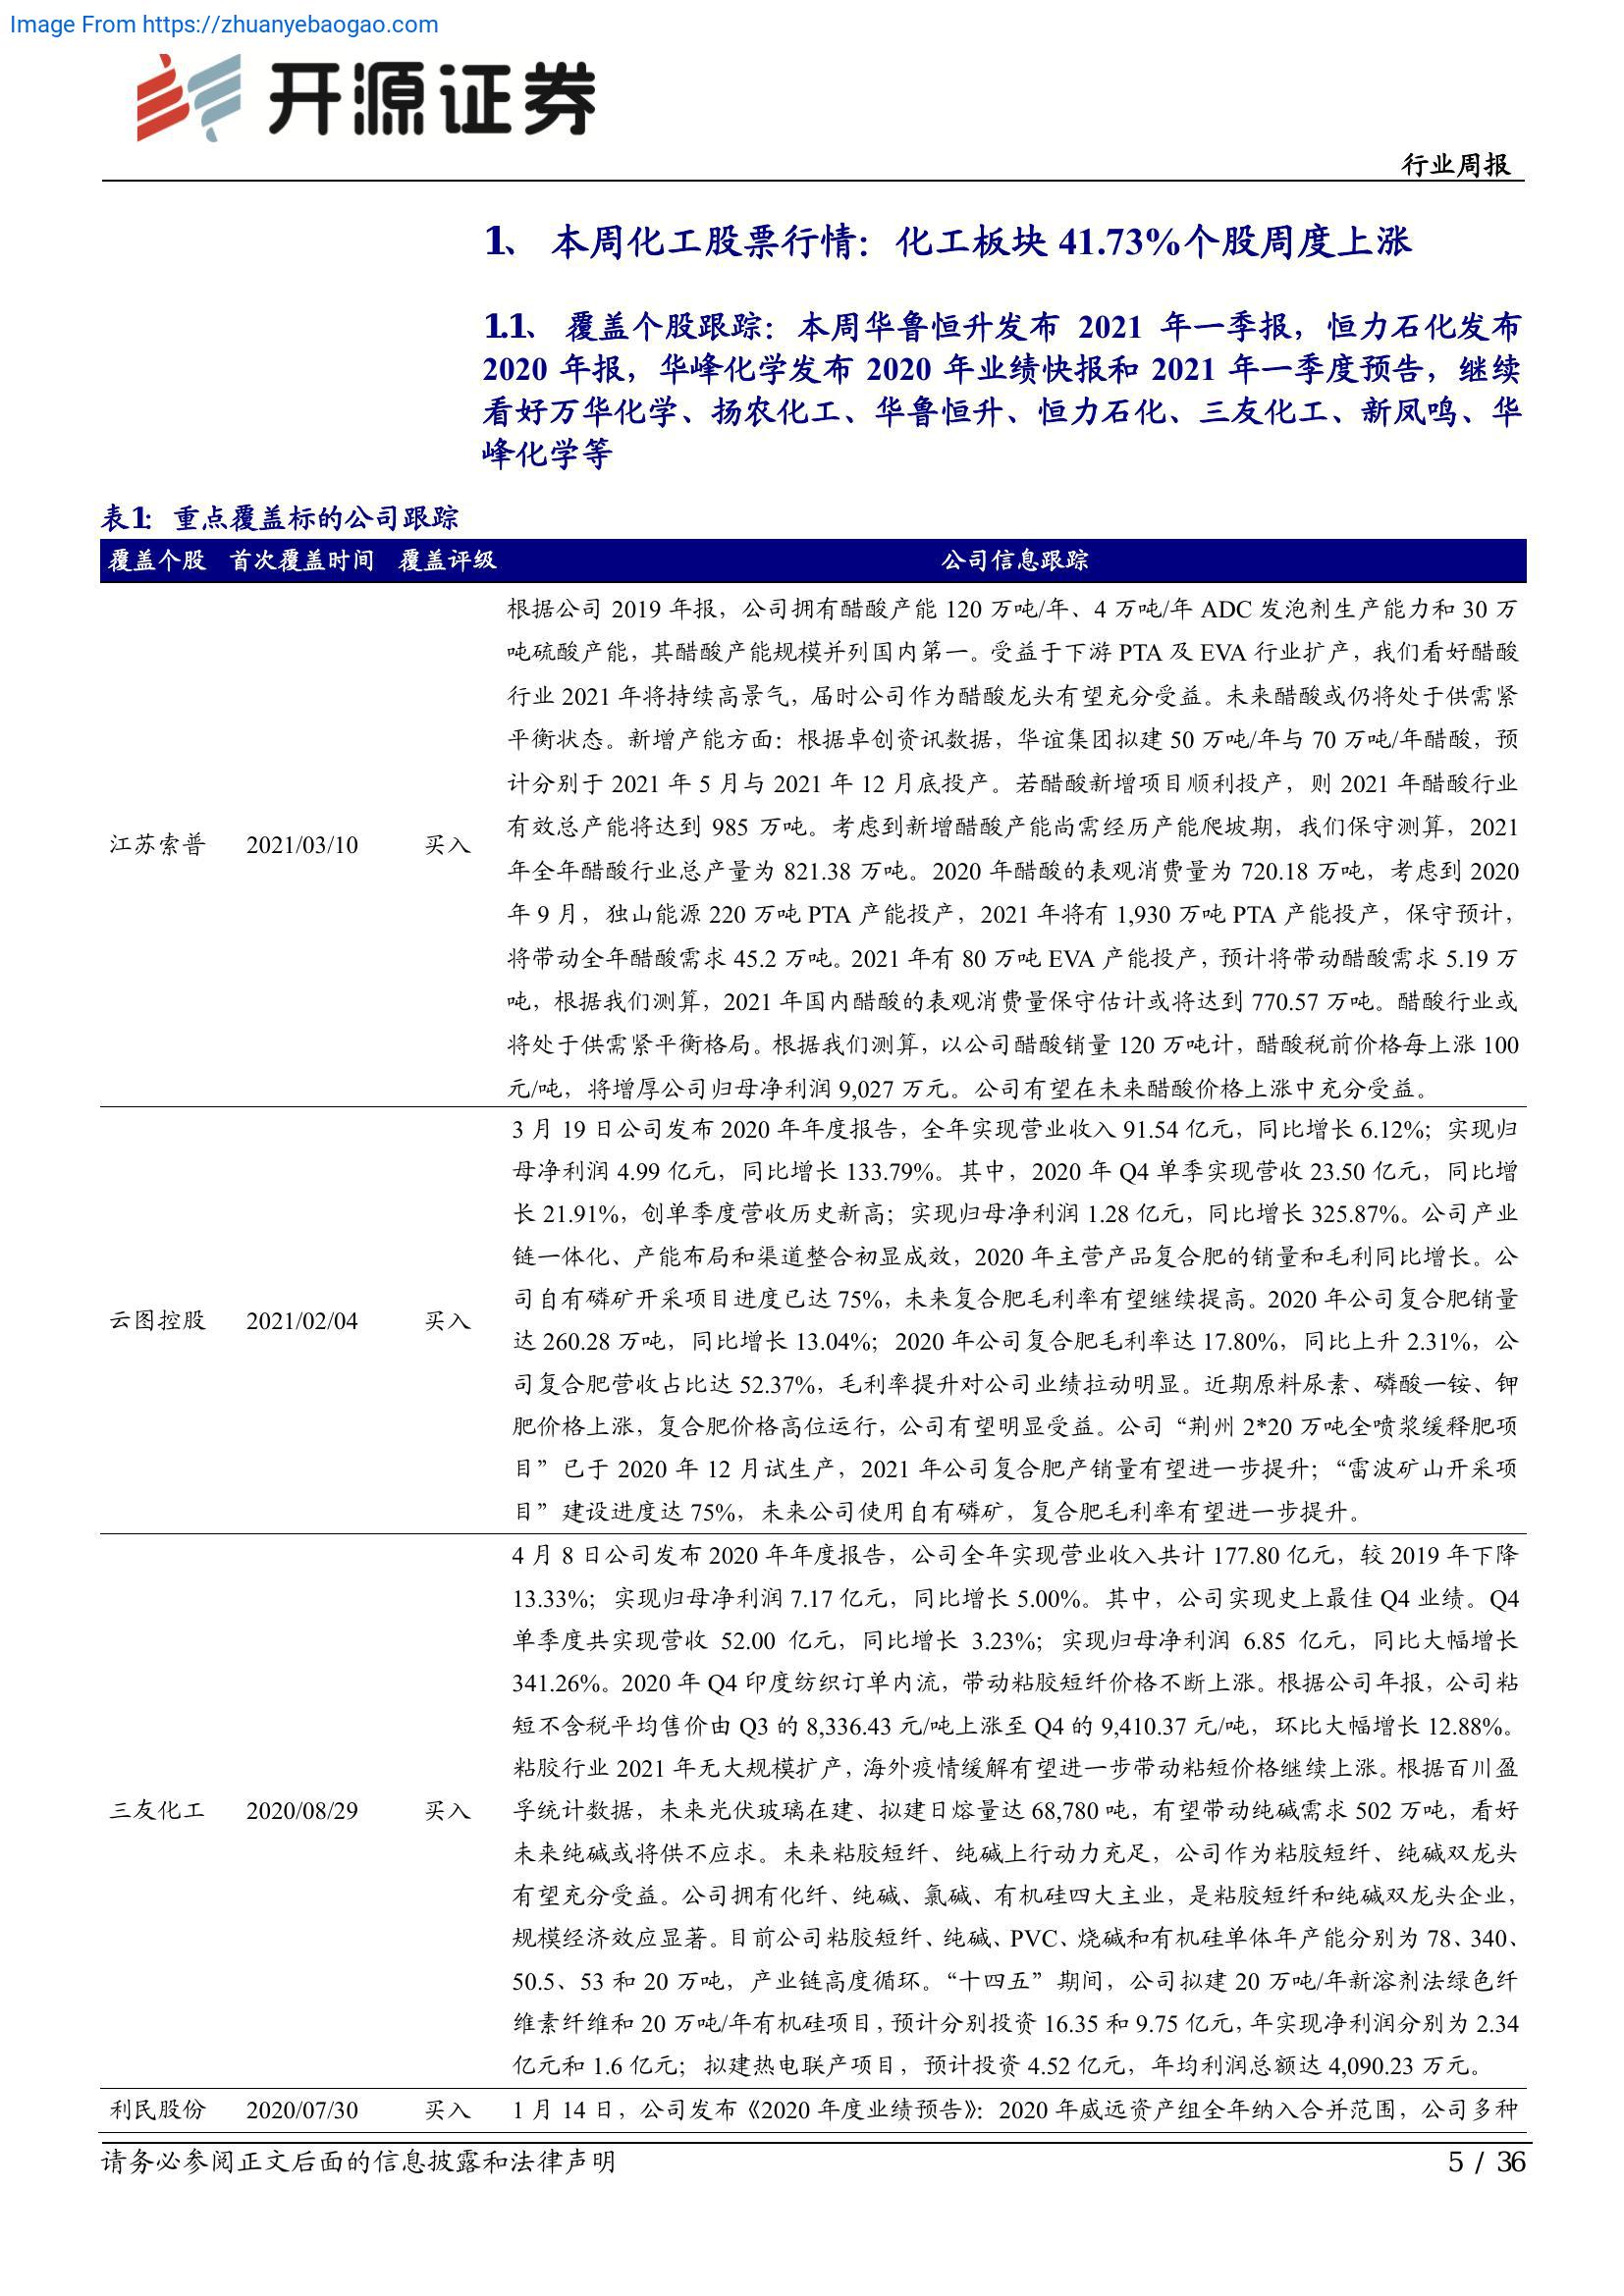 Image From https://zhuanyebaogao.com
开源证券
行业周报
1、 本周化工股票行情：化工板块 41.73%个股周度上涨
1.1、 覆盖个股跟踪：本周华鲁恒升发布 2021 年一季报，恒力石化发布
2020 年报，华峰化学发布 2020 年业绩快报和 2021 年一季度预告，继续
看好万华化学、扬农化工、华鲁恒升、恒力石化、三友化工、新凤鸣、华
峰化学等
表1： 重点覆盖标的公司跟踪
覆盖个股 首次覆盖时间 覆盖评级 公司信息跟踪
根据公司 2019 年报，公司拥有醋酸产能 120 万吨/年、4 万吨/年 ADC 发泡剂生产能力和 30 万
吨硫酸产能，其醋酸产能规模并列国内第一。受益于下游 PTA 及 EVA 行业扩产，我们看好醋酸
行业 2021 年将持续高景气，届时公司作为醋酸龙头有望充分受益。未来醋酸或仍将处于供需紧
平衡状态。新增产能方面：根据卓创资讯数据，华谊集团拟建 50 万吨/年与 70 万吨/年醋酸，预
计分别于 2021 年 5 月与 2021 年 12 月底投产。若醋酸新增项目顺利投产，则 2021 年醋酸行业
有效总产能将达到 985 万吨。考虑到新增醋酸产能尚需经历产能爬坡期，我们保守测算，2021
江苏索普 2021/03/10 买入
年全年醋酸行业总产量为 821.38 万吨。2020 年醋酸的表观消费量为 720.18 万吨，考虑到 2020
年 9 月，独山能源 220 万吨 PTA 产能投产，2021 年将有 1,930 万吨 PTA 产能投产，保守预计，
将带动全年醋酸需求 45.2 万吨。2021 年有 80 万吨 EVA 产能投产，预计将带动醋酸需求 5.19 万
吨，根据我们测算，2021 年国内醋酸的表观消费量保守估计或将达到 770.57 万吨。醋酸行业或
将处于供需紧平衡格局。根据我们测算，以公司醋酸销量 120 万吨计，醋酸税前价格每上涨 100
元/吨，将增厚公司归母净利润 9,027 万元。公司有望在未来醋酸价格上涨中充分受益。
3 月 19 日公司发布 2020 年年度报告，全年实现营业收入 91.54 亿元，同比增长 6.12%；实现归
母净利润 4.99 亿元，同比增长 133.79%。其中，2020 年 Q4 单季实现营收 23.50 亿元，同比增
长 21.91%，创单季度营收历史新高；实现归母净利润 1.28 亿元，同比增长 325.87%。公司产业
链一体化、产能布局和渠道整合初显成效，2020 年主营产品复合肥的销量和毛利同比增长。公
司自有磷矿开采项目进度已达 75%，未来复合肥毛利率有望继续提高。2020 年公司复合肥销量
云图控股 2021/02/04 买入
达 260.28 万吨，同比增长 13.04%；2020 年公司复合肥毛利率达 17.80%，同比上升 2.31%，公
司复合肥营收占比达 52.37%，毛利率提升对公司业绩拉动明显。近期原料尿素、磷酸一铵、钾
肥价格上涨，复合肥价格高位运行，公司有望明显受益。公司“荆州 2*20 万吨全喷浆缓释肥项
目”已于 2020 年 12 月试生产，2021 年公司复合肥产销量有望进一步提升；“雷波矿山开采项
目”建设进度达 75%，未来公司使用自有磷矿，复合肥毛利率有望进一步提升。
4 月 8 日公司发布 2020 年年度报告，公司全年实现营业收入共计 177.80 亿元，较 2019 年下降
13.33%；实现归母净利润 7.17 亿元，同比增长 5.00%。其中，公司实现史上最佳 Q4 业绩。Q4
单季度共实现营收 52.00 亿元，同比增长 3.23%；实现归母净利润 6.85 亿元，同比大幅增长
341.26%。2020 年 Q4 印度纺织订单内流，带动粘胶短纤价格不断上涨。根据公司年报，公司粘
短不含税平均售价由 Q3 的 8,336.43 元/吨上涨至 Q4 的 9,410.37 元/吨，环比大幅增长 12.88%。
粘胶行业 2021 年无大规模扩产，海外疫情缓解有望进一步带动粘短价格继续上涨。根据百川盈
三友化工 2020/08/29 买入 孚统计数据，未来光伏玻璃在建、拟建日熔量达 68,780 吨，有望带动纯碱需求 502 万吨，看好
未来纯碱或将供不应求。未来粘胶短纤、纯碱上行动力充足，公司作为粘胶短纤、纯碱双龙头
有望充分受益。公司拥有化纤、纯碱、氯碱、有机硅四大主业，是粘胶短纤和纯碱双龙头企业，
规模经济效应显著。目前公司粘胶短纤、纯碱、PVC、烧碱和有机硅单体年产能分别为 78、340、
50.5、53 和 20 万吨，产业链高度循环。“十四五”期间，公司拟建 20 万吨/年新溶剂法绿色纤
维素纤维和 20 万吨/年有机硅项目，预计分别投资 16.35 和 9.75 亿元，年实现净利润分别为 2.34
亿元和 1.6 亿元；拟建热电联产项目，预计投资 4.52 亿元，年均利润总额达 4,090.23 万元。
利民股份 2020/07/30 买入 1 月 14 日，公司发布《2020 年度业绩预告》：2020 年威远资产组全年纳入合并范围，公司多种
请务必参阅正文后面的信息披露和法律声明 5 / 36